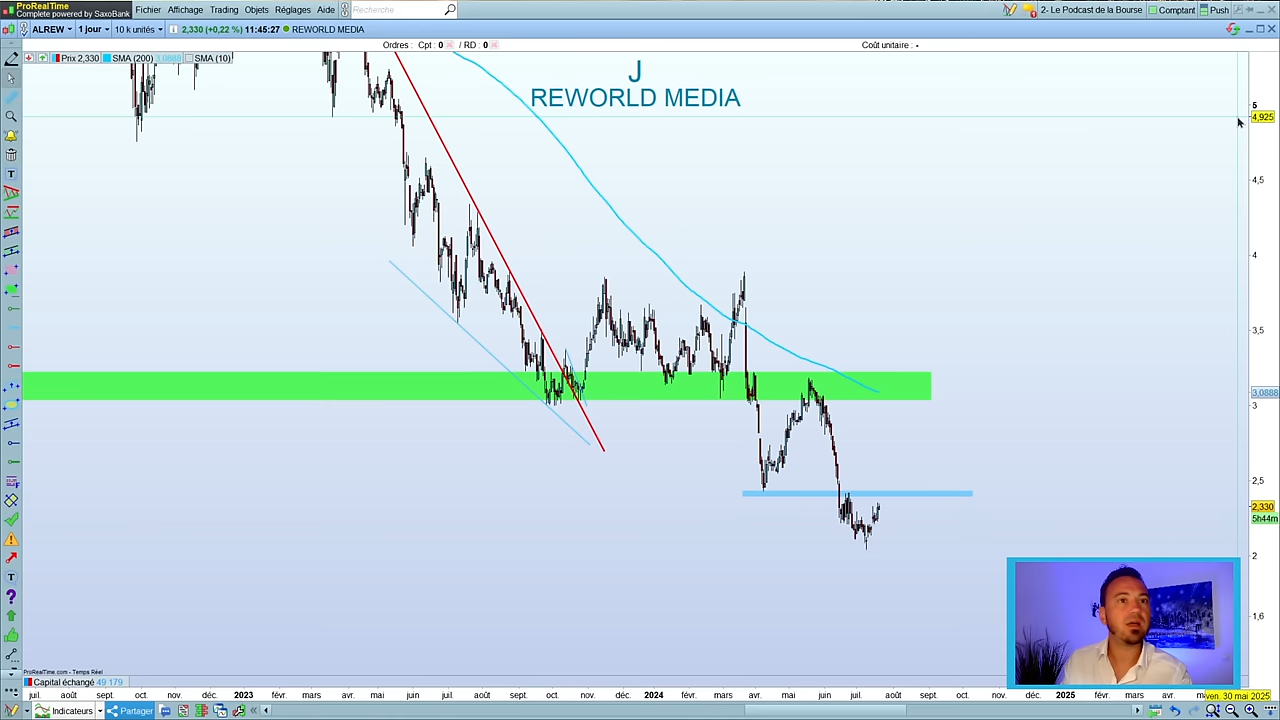 ProRealTime
Complete powered by SaxoBank
Fichier Affichage Trading Objets Réglages Aide Recherche 2- Le Podcast de la Bourse Comptant Push
ALREW 1 jour 10 k unités 2,330 (+0,22 %) 11:45:27 REWORLD MEDIA
Ordres : Cpt : 0 / RD : 0 Coût unitaire : -
Prix 2,330 SMA (200) 3,0888 SMA (10)
J
REWORLD MEDIA
5
4,925
4,5
4
3,5
3,0888
3
2,5
2,330
5h44m
2
1,6
ProRealTime.com - Temps Réel
Capital échangé 49 179
juil. août sept. oct. nov. déc. 2023 févr. mars avr. mai juin juil. août sept. oct. nov. déc. 2024 févr. mars avr. mai juin juil. août sept. oct. nov. déc. 2025 févr. mars avr. ven. 30 mai 2025
Indicateurs Partager